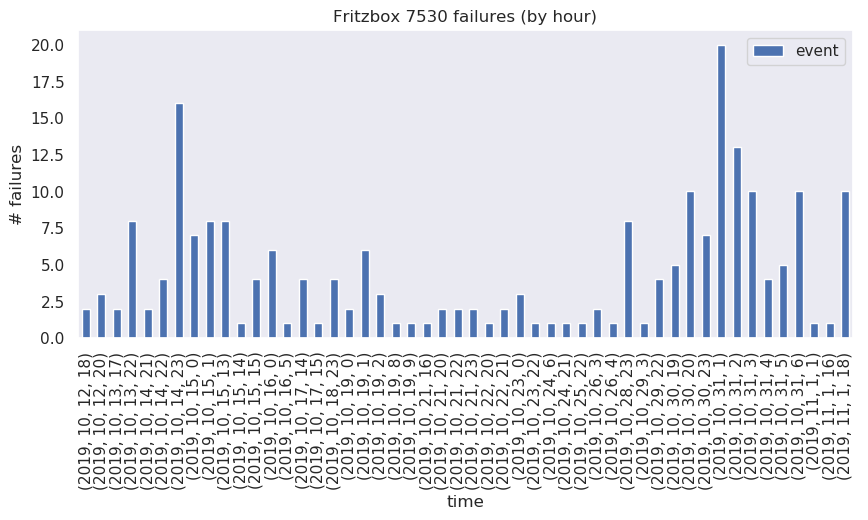 Fritzbox 7530 failures (by hour)
event
20.0
17.5
15.0
12.5
10.0
7.5
5.0
2.5
0.0
# failures
(2019, 10, 12, 18)
(2019, 10, 12, 20)
(2019, 10, 13, 17)
(2019, 10, 13, 22)
(2019, 10, 14, 21)
(2019, 10, 14, 22)
(2019, 10, 14, 23)
(2019, 10, 15, 0)
(2019, 10, 15, 1)
(2019, 10, 15, 13)
(2019, 10, 15, 14)
(2019, 10, 15, 15)
(2019, 10, 16, 0)
(2019, 10, 16, 5)
(2019, 10, 17, 14)
(2019, 10, 17, 15)
(2019, 10, 18, 23)
(2019, 10, 19, 0)
(2019, 10, 19, 1)
(2019, 10, 19, 2)
(2019, 10, 19, 8)
(2019, 10, 19, 9)
(2019, 10, 21, 16)
(2019, 10, 21, 20)
(2019, 10, 21, 22)
(2019, 10, 21, 23)
(2019, 10, 22, 20)
(2019, 10, 22, 21)
(2019, 10, 23, 0)
(2019, 10, 23, 22)
(2019, 10, 24, 6)
(2019, 10, 24, 21)
(2019, 10, 25, 22)
(2019, 10, 26, 3)
(2019, 10, 26, 4)
(2019, 10, 28, 23)
(2019, 10, 29, 3)
(2019, 10, 29, 22)
(2019, 10, 30, 19)
(2019, 10, 30, 20)
(2019, 10, 30, 23)
(2019, 10, 31, 1)
(2019, 10, 31, 2)
(2019, 10, 31, 3)
(2019, 10, 31, 4)
(2019, 10, 31, 5)
(2019, 10, 31, 6)
(2019, 11, 1, 1)
(2019, 11, 1, 16)
(2019, 11, 1, 18)
time